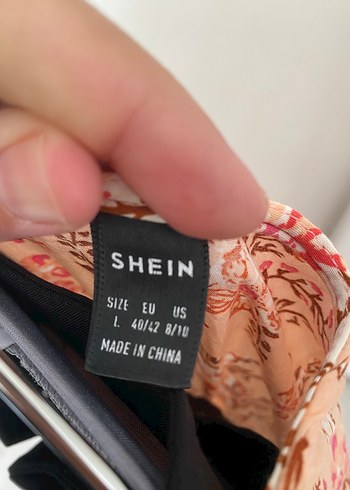 SHEIN
SIZE EU US
L 40/42 8/10
MADE IN CHINA